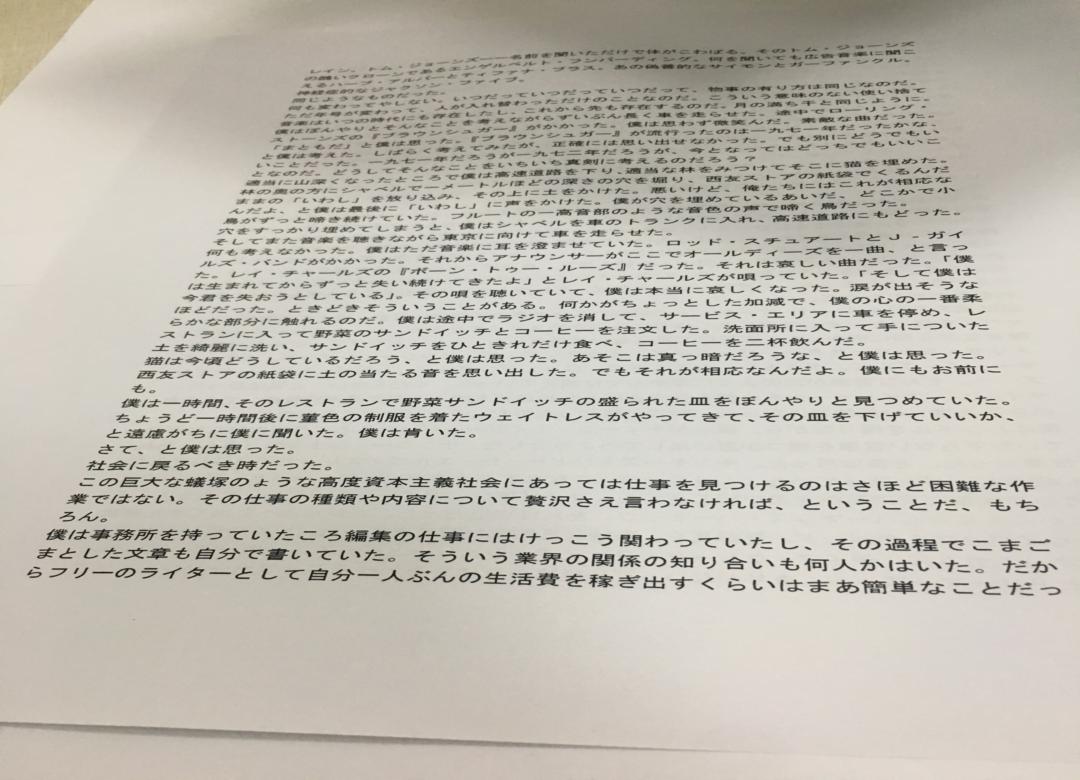 レイン、トム・ジョーンズ――名前を聞いただけで体がこわばる。そのトム・ジョーンズ
の醜いクローンであるエンゲルベルト・フンパーディング。何を聞いても広告音楽に聞こ
えるハーブ・アルパーとティファナ・ブラス。あの偽善的なサイモンとガーファンクル。
神経症的なジャクソン・ファイブ。
同じようなものだった。
何も変わってやしない。いつだっていつだっていつだって、物事の有り方は同じなのだ。
ただ年号が変わって、人が入れ替わっただけのことなのだ。こういう意味のない使い捨て
音楽はいつの時代にも存在したし、これから先も存在するのだ。月の満ち干と同じように。
僕はぼんやりとそんなことを考えながらずいぶん長く車を走らせた。途中でローリング・
ストーンズの『ブラウンシュガー』がかかった。僕は思わず微笑んだ。素敵な曲だった。
「まともだ」と僕は思った。『ブラウンシュガー』が流行ったのは一九七一年だったかな、
と僕は考えた。しばらく考えてみたが、正確には思い出せなかった。でも別にどうでもい
いことだった。一九七一年だろうが一九七二年だろうが、今となってはどっちでもいいこ
となのだ。どうしてそんなことをいちいち真剣に考えるのだろう？
適当に山深くなったところで僕は高速道路を下り、適当な林をみつけてそこに猫を埋めた。
林の奥の方にシャベルで一メートルほどの深さの穴を掘り、西友ストアの紙袋でくるんだ
ままの「いわし」を放り込み、その上に土をかけた。悪いけど、俺たちにはこれが相応な
んだよ、と僕は最後に「いわし」に声をかけた。僕が穴を埋めているあいだ、どこかで小
鳥がずっと啼き続けていた。フルートの一高音部のような音色の声で啼く鳥だった。
穴をすっかり埋めてしまうと、僕はシャベルを車のトランクに入れ、高速道路にもどった。
そしてまた音楽を聴きながら東京に向けて車を走らせた。
何も考えなかった。僕はただ音楽に耳を澄ませていた。ロッド・スチュアートとＪ‐ガイ
ルズ・バンドがかかった。それからアナウンサーがここでオールディーズを一曲、と言っ
た。レイ・チャールズの『ボーン・トゥー・ルーズ』だった。それは哀しい曲だった。「僕
は生まれてからずっと失い続けてきたよ」とレイ・チャールズが唄っていた。「そして僕は
今君を失おうとしている」。その唄を聴いていて、僕は本当に哀しくなった。涙が出そうな
ほどだった。ときどきそういうことがある。何かがちょっとした加減で、僕の心の一番柔
らかな部分に触れるのだ。僕は途中でラジオを消して、サービス・エリアに車を停め、レ
ストランに入って野菜のサンドイッチとコーヒーを注文した。洗面所に入って手についた
土を綺麗に洗い、サンドイッチをひときれだけ食べ、コーヒーを二杯飲んだ。
猫は今頃どうしているだろう、と僕は思った。あそこは真っ暗だろうな、と僕は思った。
西友ストアの紙袋に土の当たる音を思い出した。でもそれが相応なんだよ。僕にもお前に
も。
僕は一時間、そのレストランで野菜サンドイッチの盛られた皿をぼんやりと見つめていた。
ちょうど一時間後に菫色の制服を着たウェイトレスがやってきて、その皿を下げていいか、
と遠慮がちに僕に聞いた。僕は肯いた。
さて、と僕は思った。
社会に戻るべき時だった。
この巨大な蟻塚のような高度資本主義社会にあっては仕事を見つけるのはさほど困難な作
業ではない。その仕事の種類や内容について贅沢さえ言わなければ、ということだ、もち
ろん。
僕は事務所を持っていたころ編集の仕事にはけっこう関わっていたし、その過程でこまご
まとした文章も自分で書いていた。そういう業界の関係の知り合いも何人かはいた。だか
らフリーのライターとして自分一人ぶんの生活費を稼ぎ出すくらいはまあ簡単なことだっ